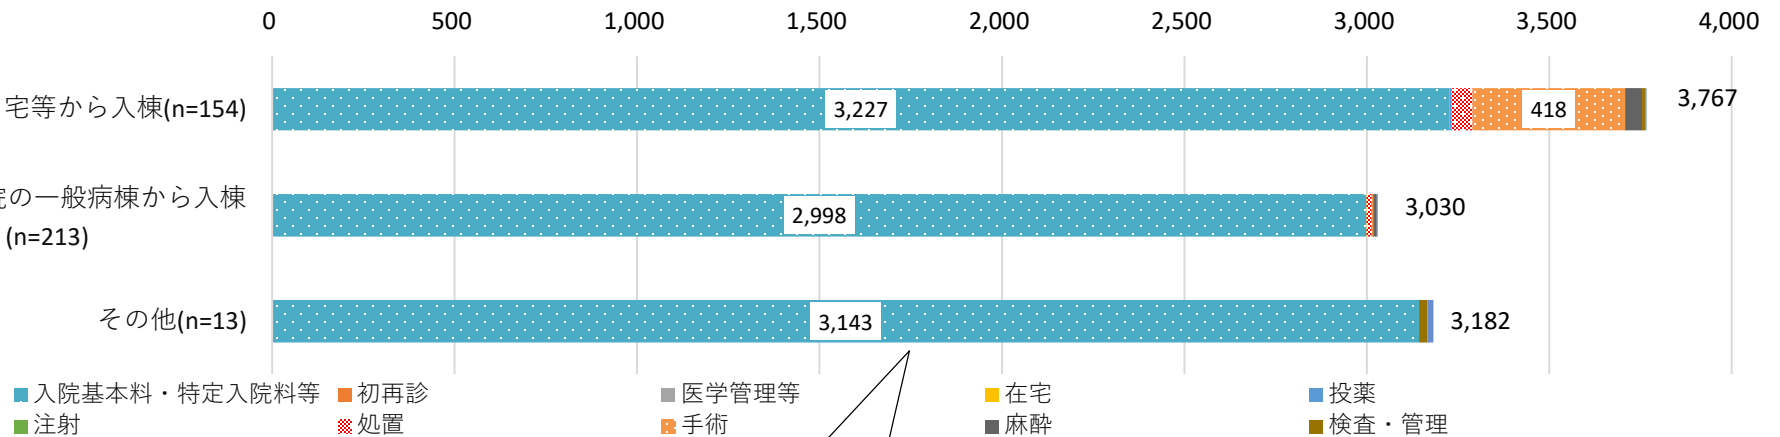 0 500 1,000 1,500 2,000 2,500 3,000 3,500 4,000
宅等から入棟(n=154) 3,227 418 3,767
の一般病棟から入棟
(n=213) 2,998 3,030
その他(n=13) 3,143 3,182
入院基本料・特定入院料等 初再診 医学管理等 在宅 投薬
注射 処置 手術 麻酔 検査・管理